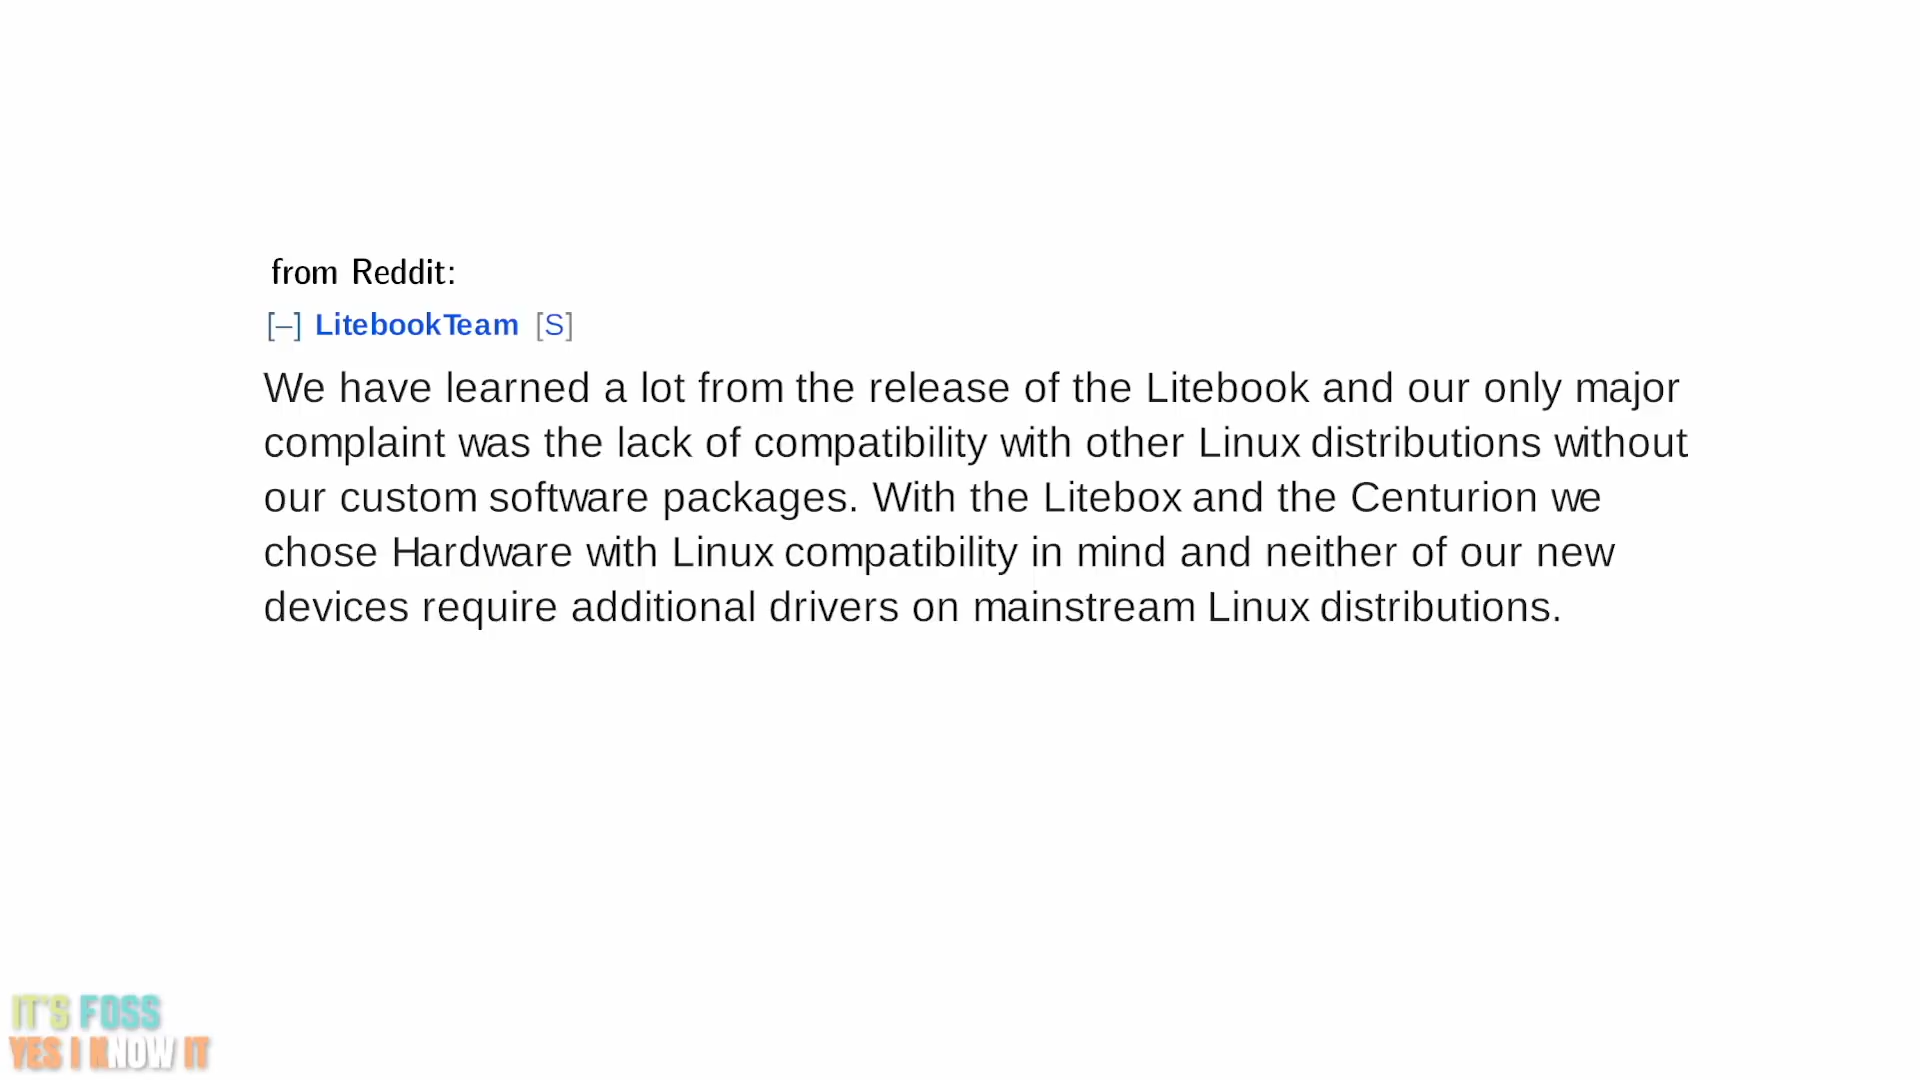 from Reddit:
[–] LitebookTeam [S]
We have learned a lot from the release of the Litebook and our only major
complaint was the lack of compatibility with other Linux distributions without
our custom software packages. With the Litebox and the Centurion we
chose Hardware with Linux compatibility in mind and neither of our new
devices require additional drivers on mainstream Linux distributions.
IT'S FOSS
YES I KNOW IT